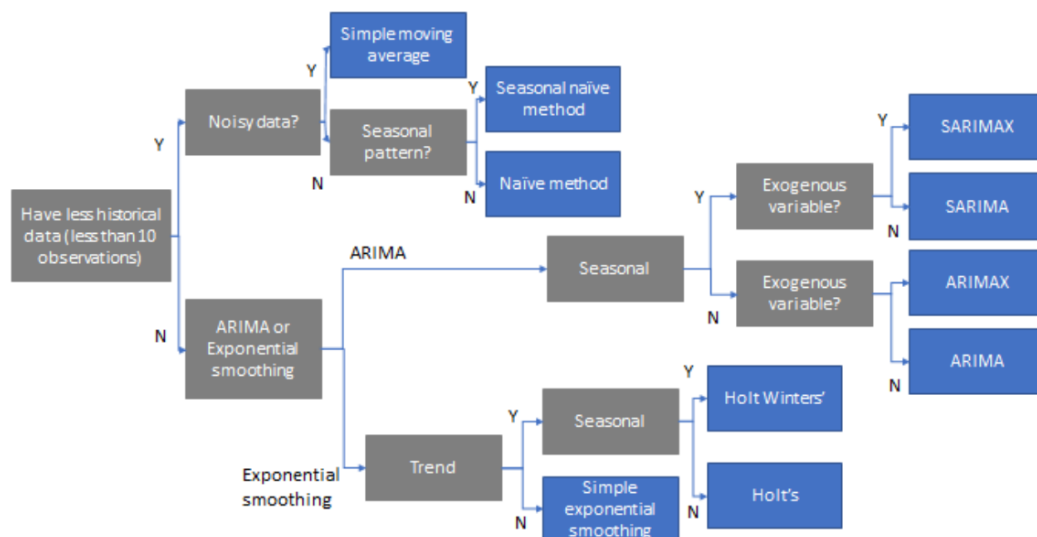 Simple moving
average
Y
Y
Seasonal naïve
method
Noisy data?
Seasonal
pattern?
Y
SARIMAX
Y
N
N
Naïve method
Exogenous
variable?
Have less historical
data (less than 10
observations)
Y
SARIMA
N
ARIMA
Seasonal
Exogenous
variable?
Y
ARIMAX
N
N
ARIMA or
Exponential
smoothing
ARIMA
N
Y
Holt Winters’
Y
Seasonal
Exponential
smoothing
Trend
N
Simple
exponential
smoothing
N
Holt’s